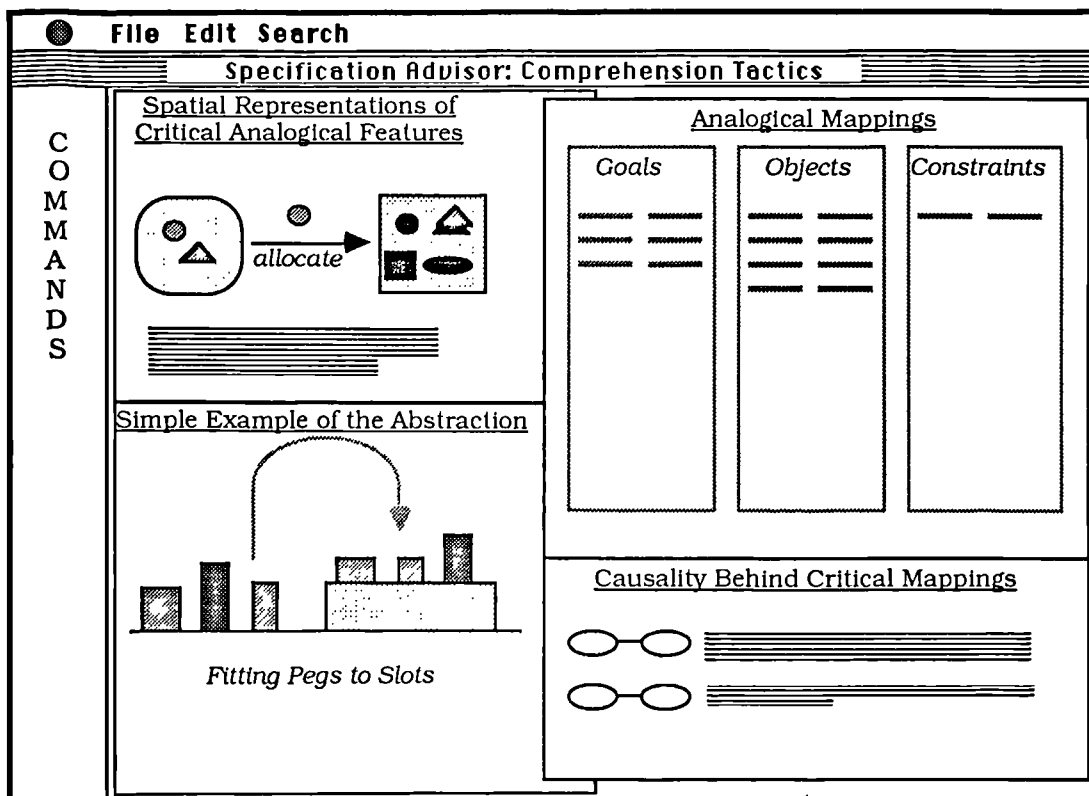 File Edit Search
Specification Advisor: Comprehension Tactics
COMMANDS
Spatial Representations of
Critical Analogical Features
allocate
Simple Example of the Abstraction
Fitting Pegs to Slots
Analogical Mappings
Goals Objects Constraints
Causality Behind Critical Mappings